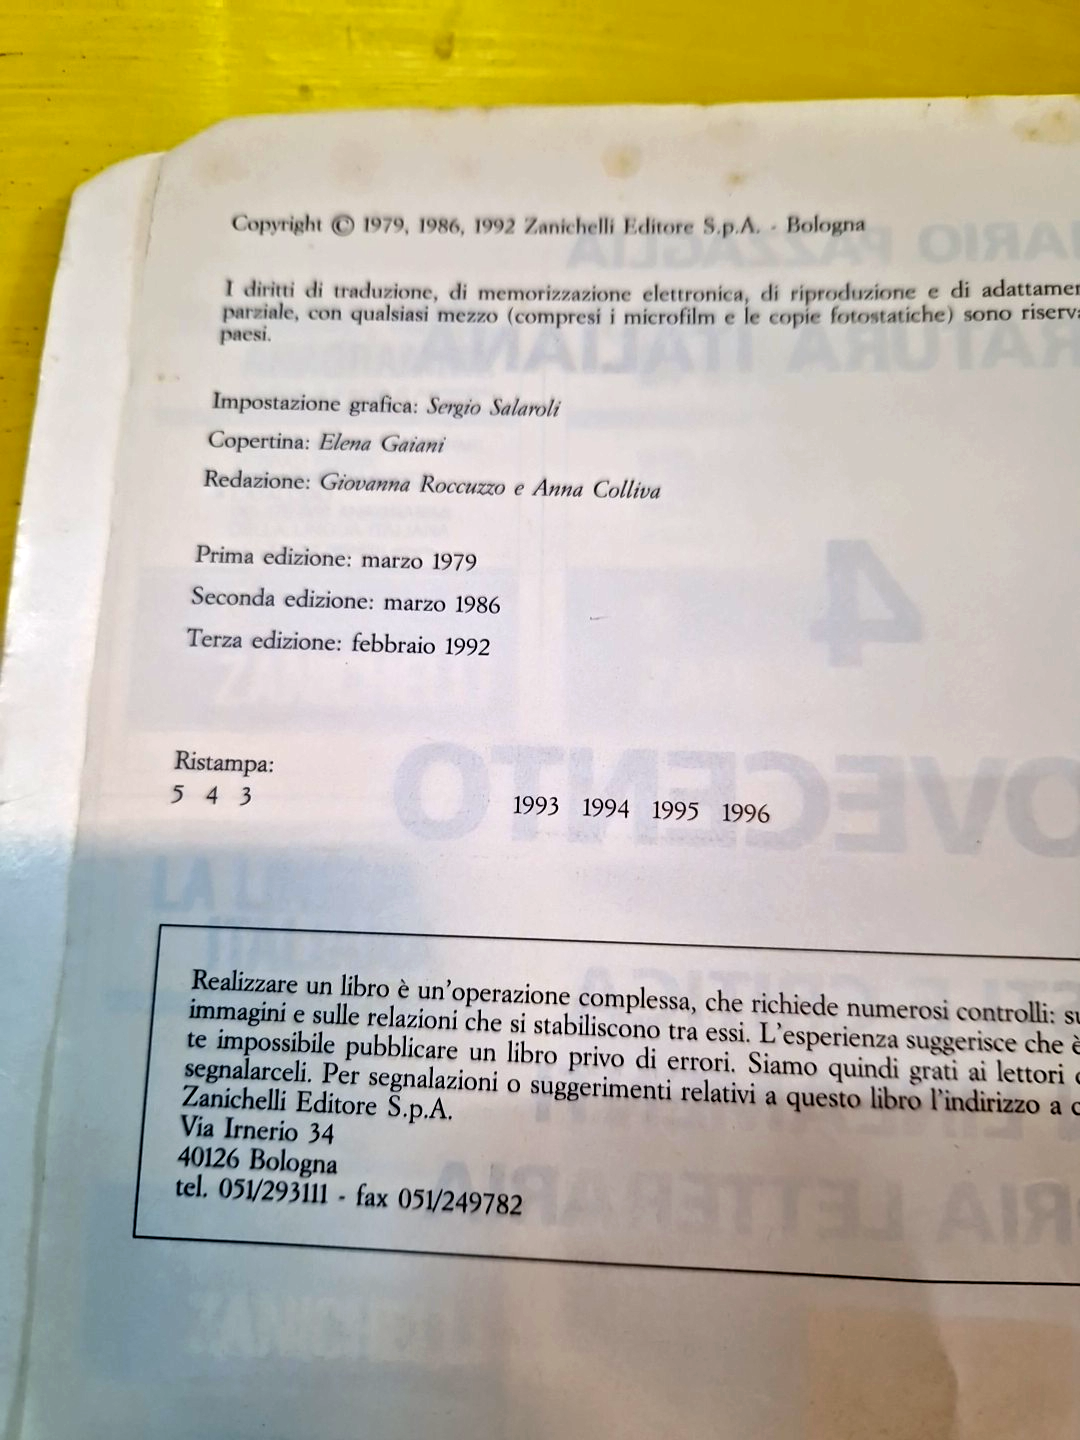 Copyright © 1979, 1986, 1992 Zanichelli Editore S.p.A. - Bologna
I diritti di traduzione, di memorizzazione elettronica, di riproduzione e di adattamen
parziale, con qualsiasi mezzo (compresi i microfilm e le copie fotostatiche) sono riserva
paesi.
Impostazione grafica: Sergio Salaroli
Copertina: Elena Gaiani
Redazione: Giovanna Roccuzzo e Anna Colliva
Prima edizione: marzo 1979
Seconda edizione: marzo 1986
Terza edizione: febbraio 1992
Ristampa:
5 4 3 1993 1994 1995 1996
Realizzare un libro è un'operazione complessa, che richiede numerosi controlli: su
immagini e sulle relazioni che si stabiliscono tra essi. L'esperienza suggerisce che è
te impossibile pubblicare un libro privo di errori. Siamo quindi grati ai lettori
segnalarceli. Per segnalazioni o suggerimenti relativi a questo libro l'indirizzo a c
Zanichelli Editore S.p.A.
Via Irnerio 34
40126 Bologna
tel. 051/293111 - fax 051/249782